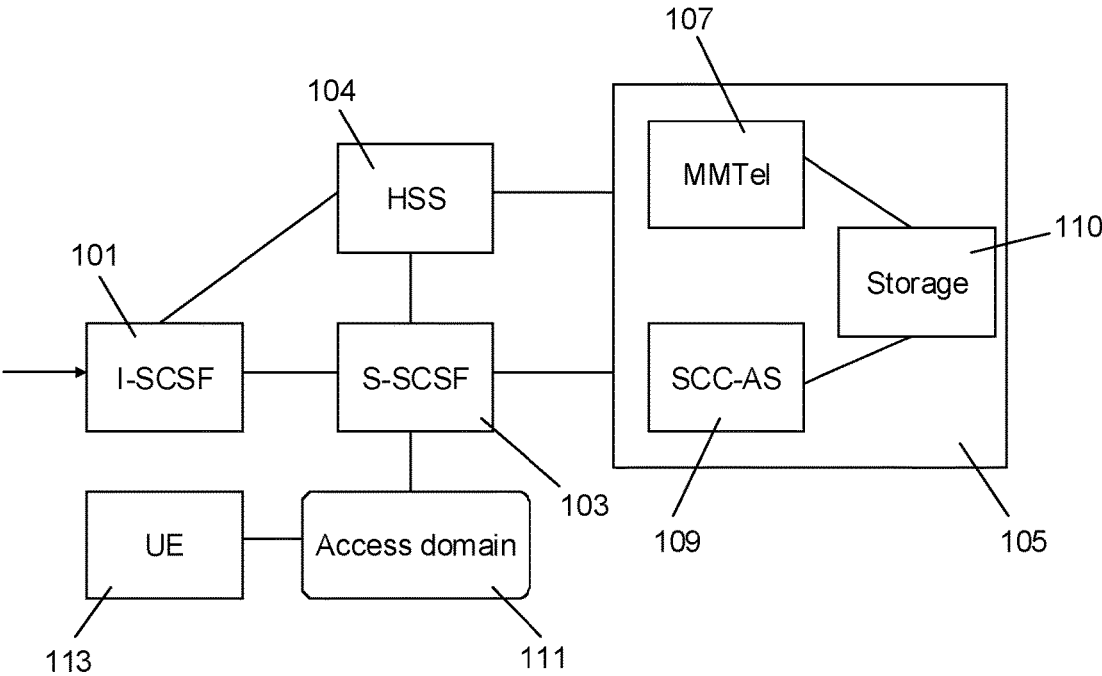 107
104
MMTel
HSS
110
101
Storage
I-SCSF
S-SCSF
SCC-AS
103
UE
Access domain
109
105
113
111